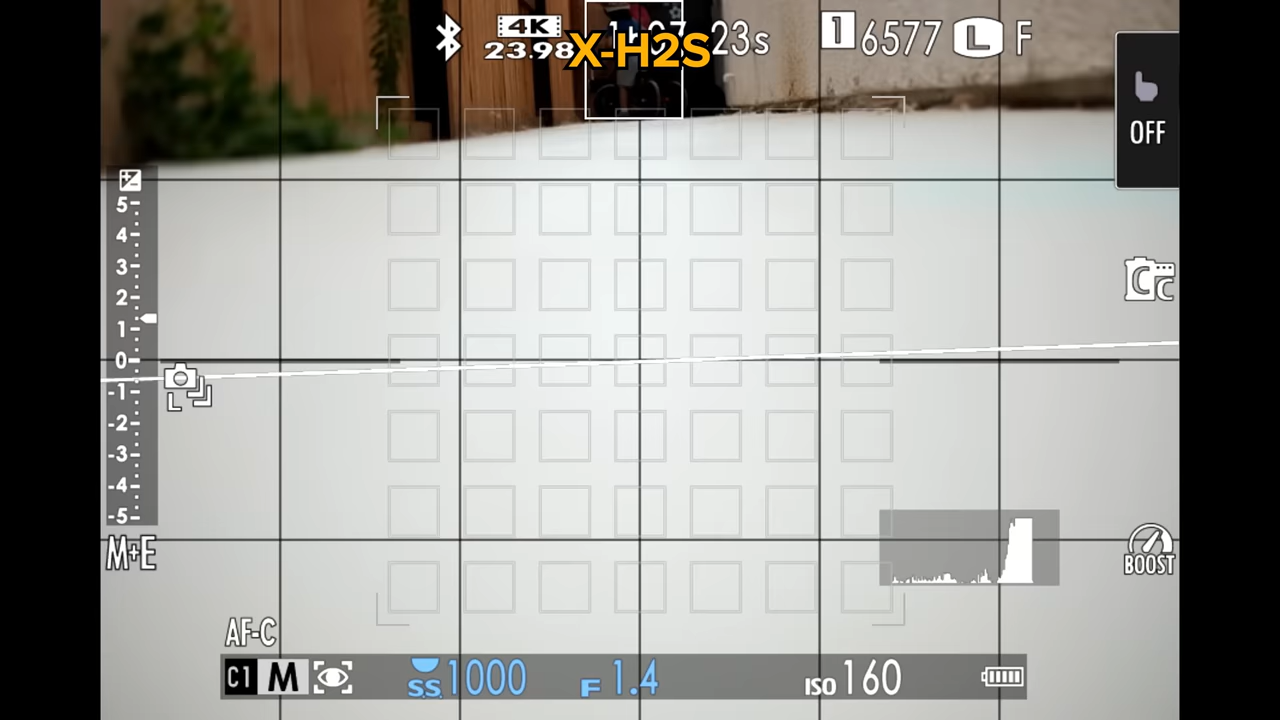 4K
23.98
X-H2S
23s
1 6577 L F
OFF
5
4
3
2
1
0
-1
-2
-3
-4
-5
L
C
C
M+E
BOOST
AF-C
C1 M S.S. 1000 F 1.4 ISO 160